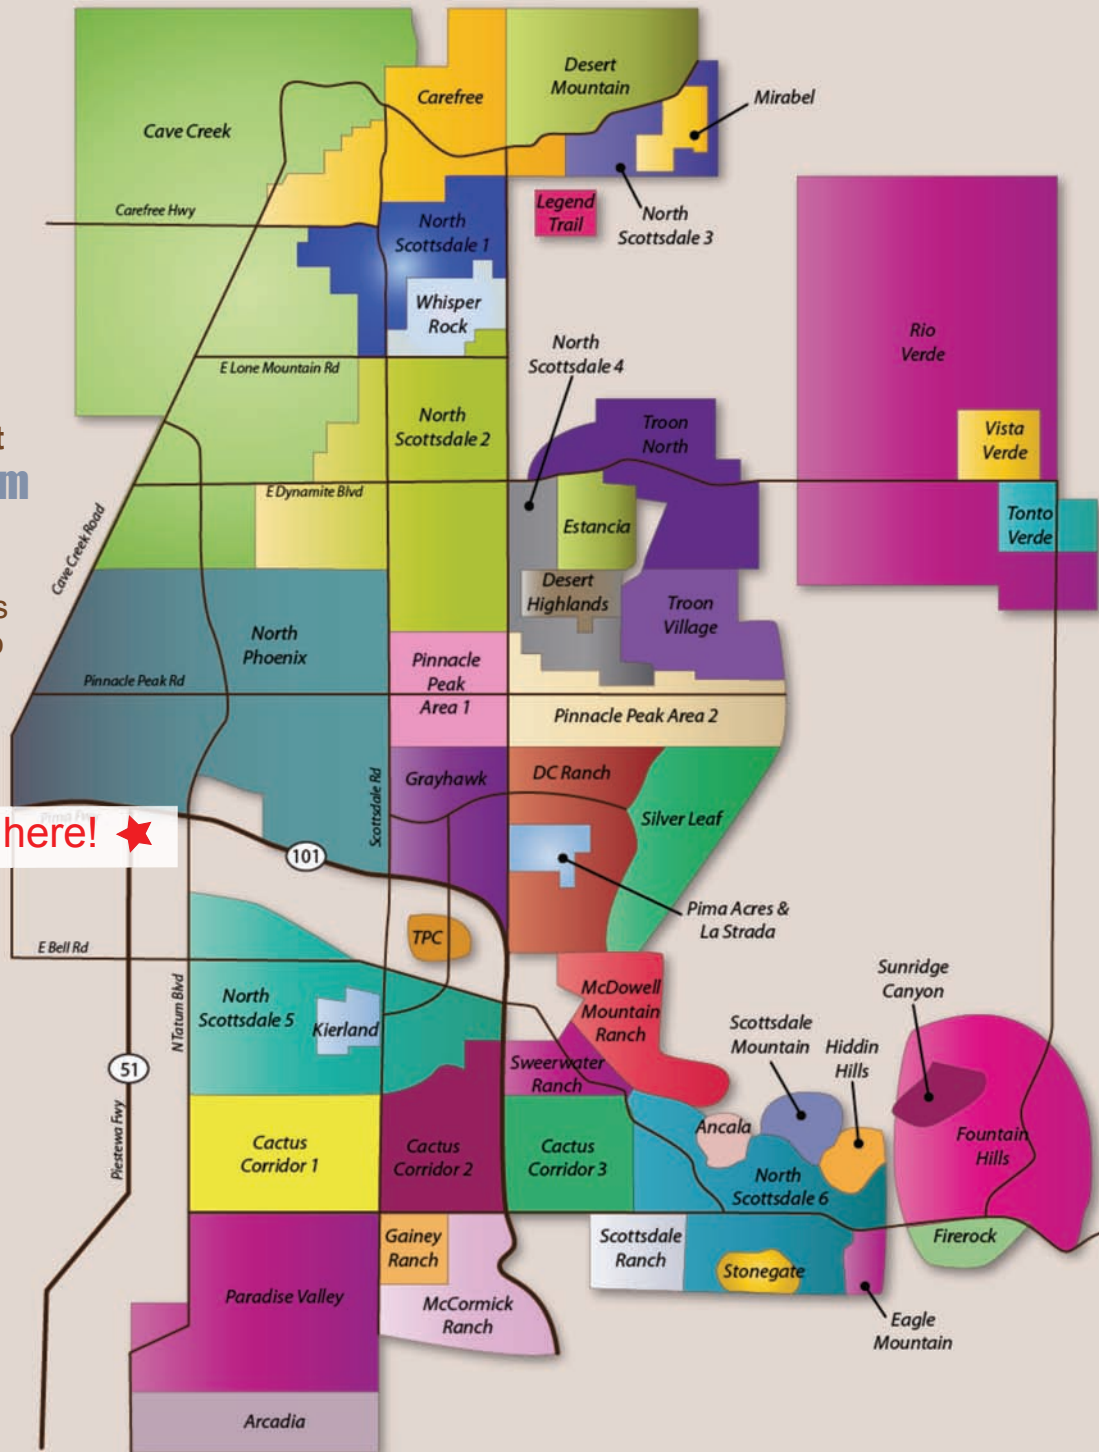 Desert
Mountain
Carefree
Mirabel
Cave Creek
Carefree Hwy
Legend
Trail
North
Scottsdale 3
North
Scottsdale 1
Whisper
Rock
Rio
Verde
North
Scottsdale 4
E Lone Mountain Rd
North
Scottsdale 2
Troon
North
Vista
Verde
t
m
E Dynamite Blvd
Estancia
Tonto
Verde
Cave Creek Road
Desert
Highlands
Troon
Village
s
North
Phoenix
Pinnacle
Peak
Area 1
Pinnacle Peak Rd
Pinnacle Peak Area 2
Grayhawk
DC Ranch
Scottsdale Rd
Silver Leaf
Pima Fwy
here!
101
Pima Acres &
La Strada
TPC
E Bell Rd
Sunridge
Canyon
N Tatum Blvd
North
Scottsdale 5
Kierland
McDowell
Mountain
Ranch
Scottsdale
Mountain
Hiddin
Hills
51
Sweerwater
Ranch
Piestewa Fwy
Ancala
Cactus
Corridor 1
Cactus
Corridor 2
Cactus
Corridor 3
North
Scottsdale 6
Fountain
Hills
Gainey
Ranch
Scottsdale
Ranch
Firerock
Stonegate
Paradise Valley
McCormick
Ranch
Eagle
Mountain
Arcadia